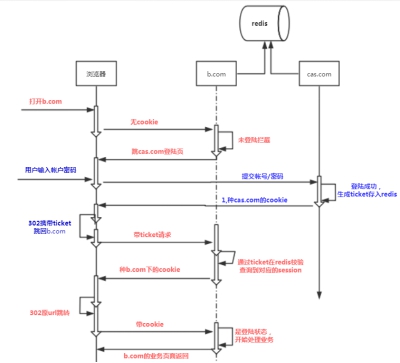 redis
浏览器
b.com
cas.com
打开b.com
无cookie
未登陆拦截
跳cas.com登陆页
用户输入帐户密码
提交帐号/密码
登陆成功，
生成ticket存入redis
1,种cas.com的cookie
302携带ticket
跳回b.com
带ticket请求
通过ticket在redis校验
查询到对应的session
种b.com下的cookie
302原url跳转
带cookie
是登陆状态，
开始处理业务
b.com的业务页面返回